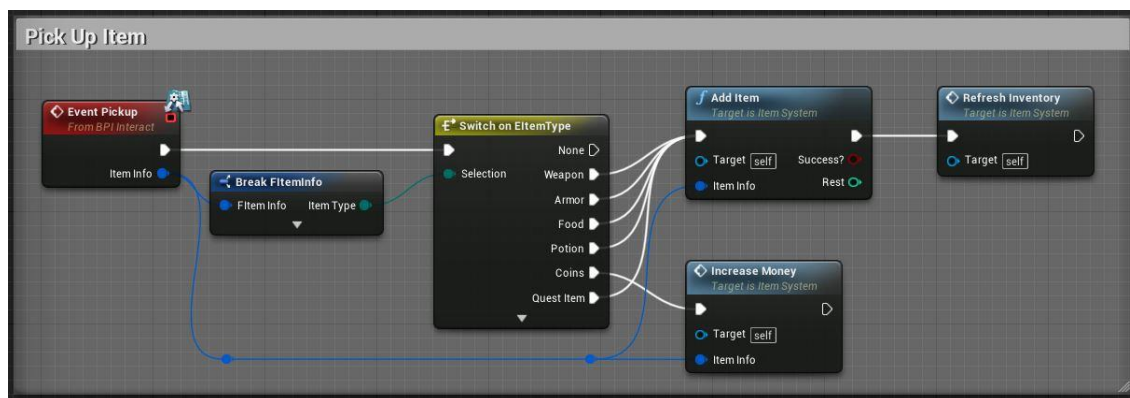 Pick Up Item
Event Pickup
From BPI Interact
Item Info
Break FItemInfo
FItem Info Item Type
Switch on EItemType
None
Selection Weapon
Armor
Food
Potion
Coins
Quest Item
Add Item
Target is Item System
Target self Success?
Item Info Rest
Refresh Inventory
Target is Item System
Target self
Increase Money
Target is Item System
Target self
Item Info